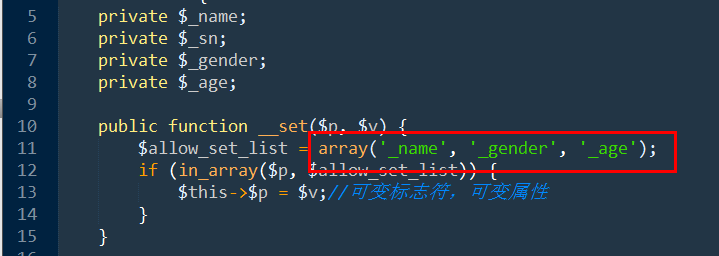 5
6 private $_name;
7 private $_sn;
8 private $_gender;
9 private $_age;
10 public function __set($p, $v) {
11 $allow_set_list = array('_name', '_gender', '_age');
12 if (in_array($p, $allow_set_list)) {
13 $this->$p = $v;//可变标志符，可变属性
14 }
15 }